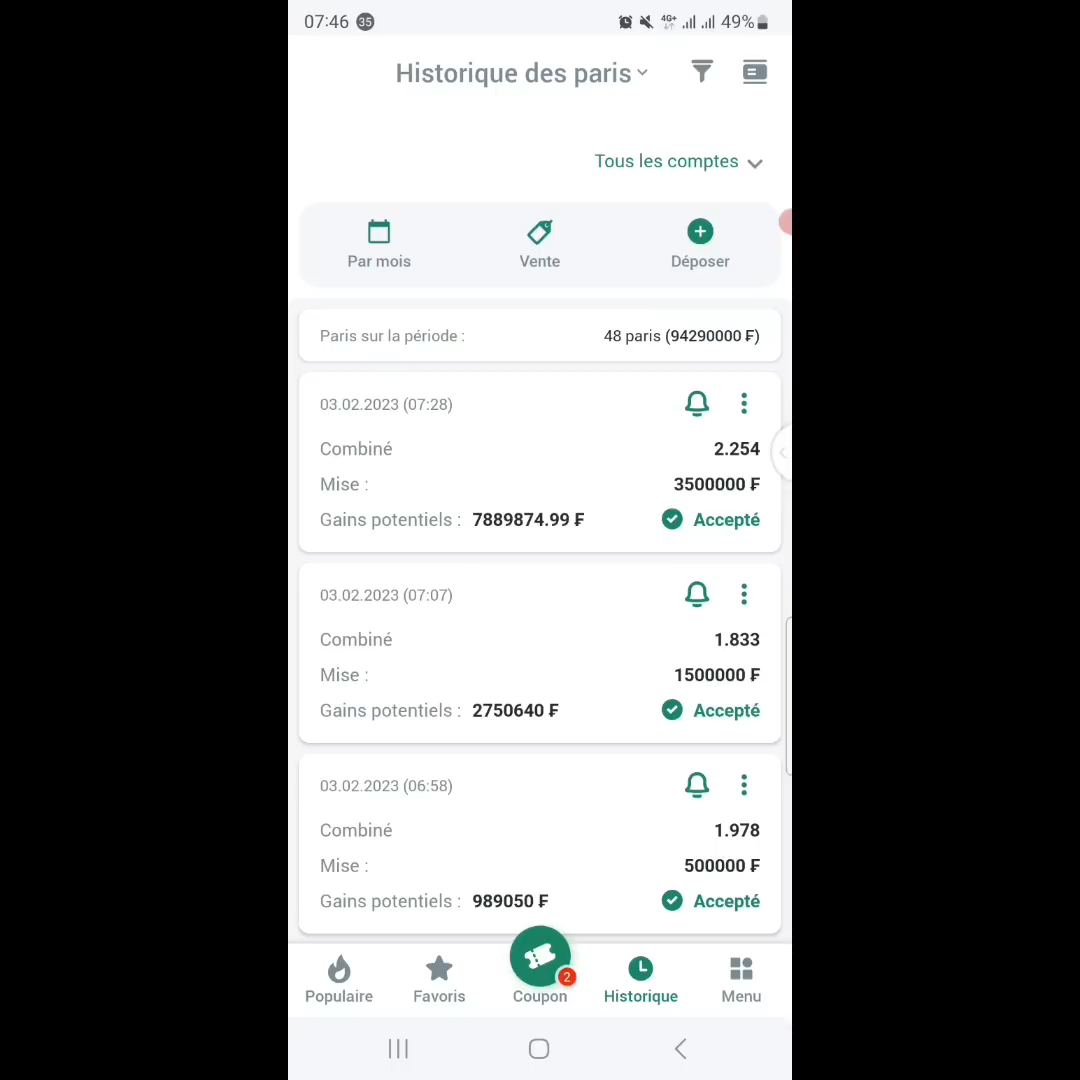 07:46 35 4G+ 49%
Historique des paris
Tous les comptes
Par mois Vente Déposer
Paris sur la période : 48 paris (94290000 ₣)
03.02.2023 (07:28)
Combiné 2.254
Mise : 3500000 ₣
Gains potentiels : 7889874.99 ₣ Accepté
03.02.2023 (07:07)
Combiné 1.833
Mise : 1500000 ₣
Gains potentiels : 2750640 ₣ Accepté
03.02.2023 (06:58)
Combiné 1.978
Mise : 500000 ₣
Gains potentiels : 989050 ₣ Accepté
2
Populaire Favoris Coupon Historique Menu